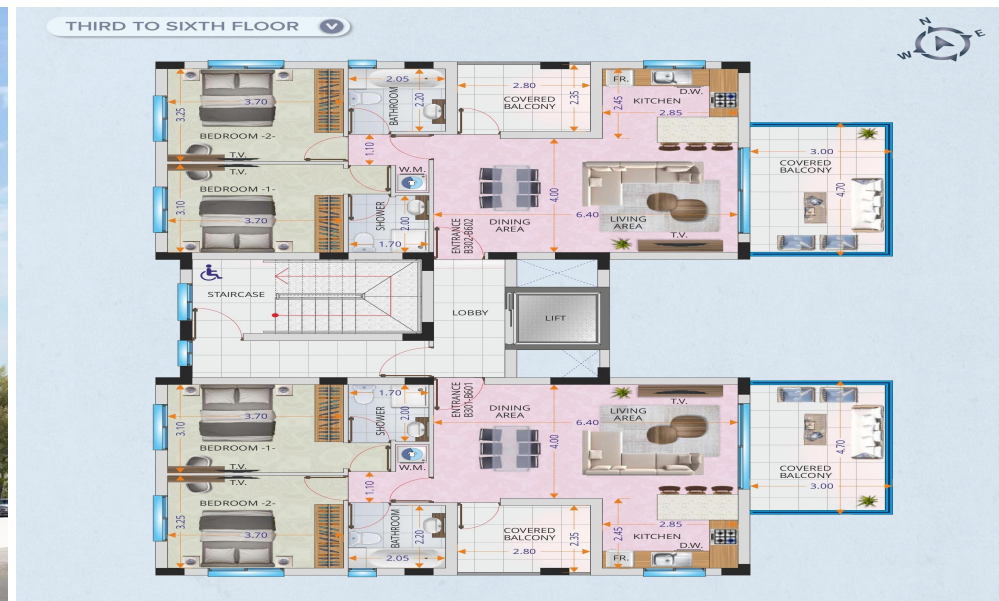 THIRD TO SIXTH FLOOR
N
E
W
FR.
D.W.
KITCHEN
2.45
2.85
2.80
COVERED
BALCONY
2.35
2.05
BATHROOM
2.20
3.70
3.25
BEDROOM -2-
T.V.
1.10
T.V.
BEDROOM -1-
3.10
3.70
W.M.
SHOWER
2.00
1.70
ENTRANCE
B302-B602
DINING
AREA
4.00
6.40
LIVING
AREA
T.V.
3.00
COVERED
BALCONY
4.70
STAIRCASE
LOBBY
LIFT
3.70
3.10
BEDROOM -1-
T.V.
1.70
SHOWER
2.00
W.M.
ENTRANCE
B301-B601
DINING
AREA
4.00
6.40
LIVING
AREA
T.V.
4.70
COVERED
BALCONY
3.00
T.V.
1.10
BEDROOM -2-
3.25
3.70
BATHROOM
2.20
2.05
COVERED
BALCONY
2.35
2.80
2.45
2.85
KITCHEN
D.W.
FR.